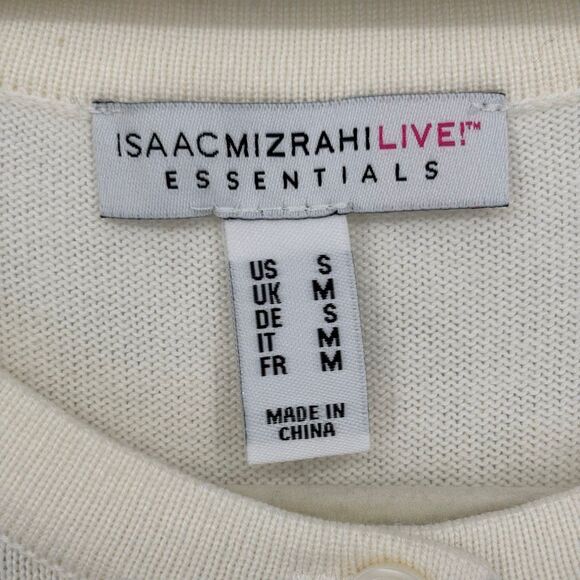 ISAACMIZRAHILIVE!™
ESSENTIALS
US S
UK M
DE S
IT M
FR M
MADE IN
CHINA